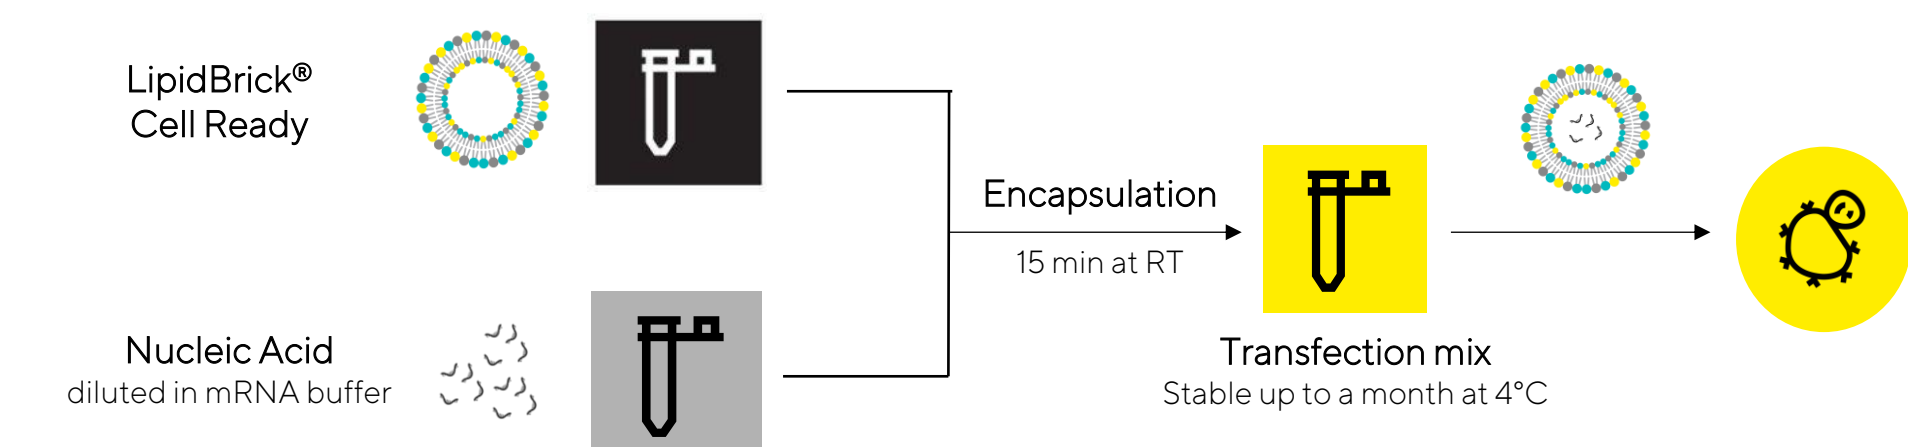 LipidBrick®
Cell Ready
Encapsulation
15 min at RT
Nucleic Acid
diluted in mRNA buffer
Transfection mix
Stable up to a month at 4°C